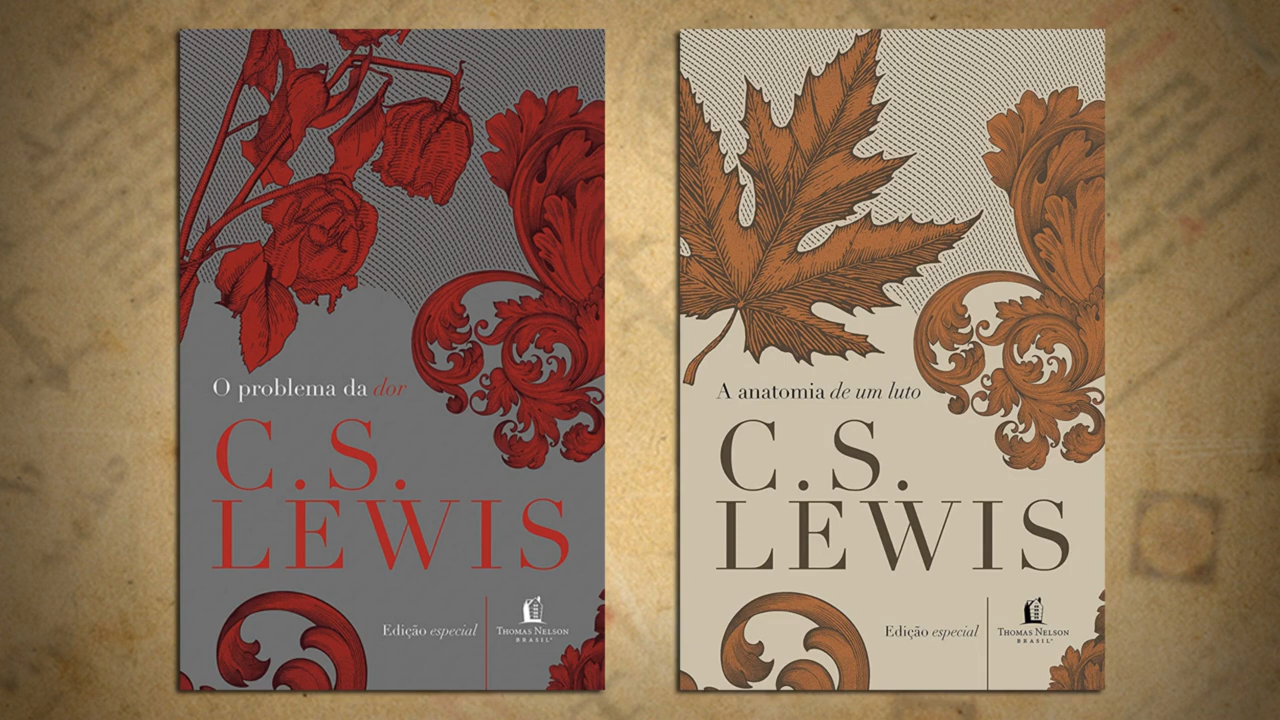 O problema da dor
C.S.
LEWIS
Edição especial
THOMAS NELSON
BRASIL®
A anatomia de um luto
C.S.
LEWIS
Edição especial
THOMAS NELSON
BRASIL®